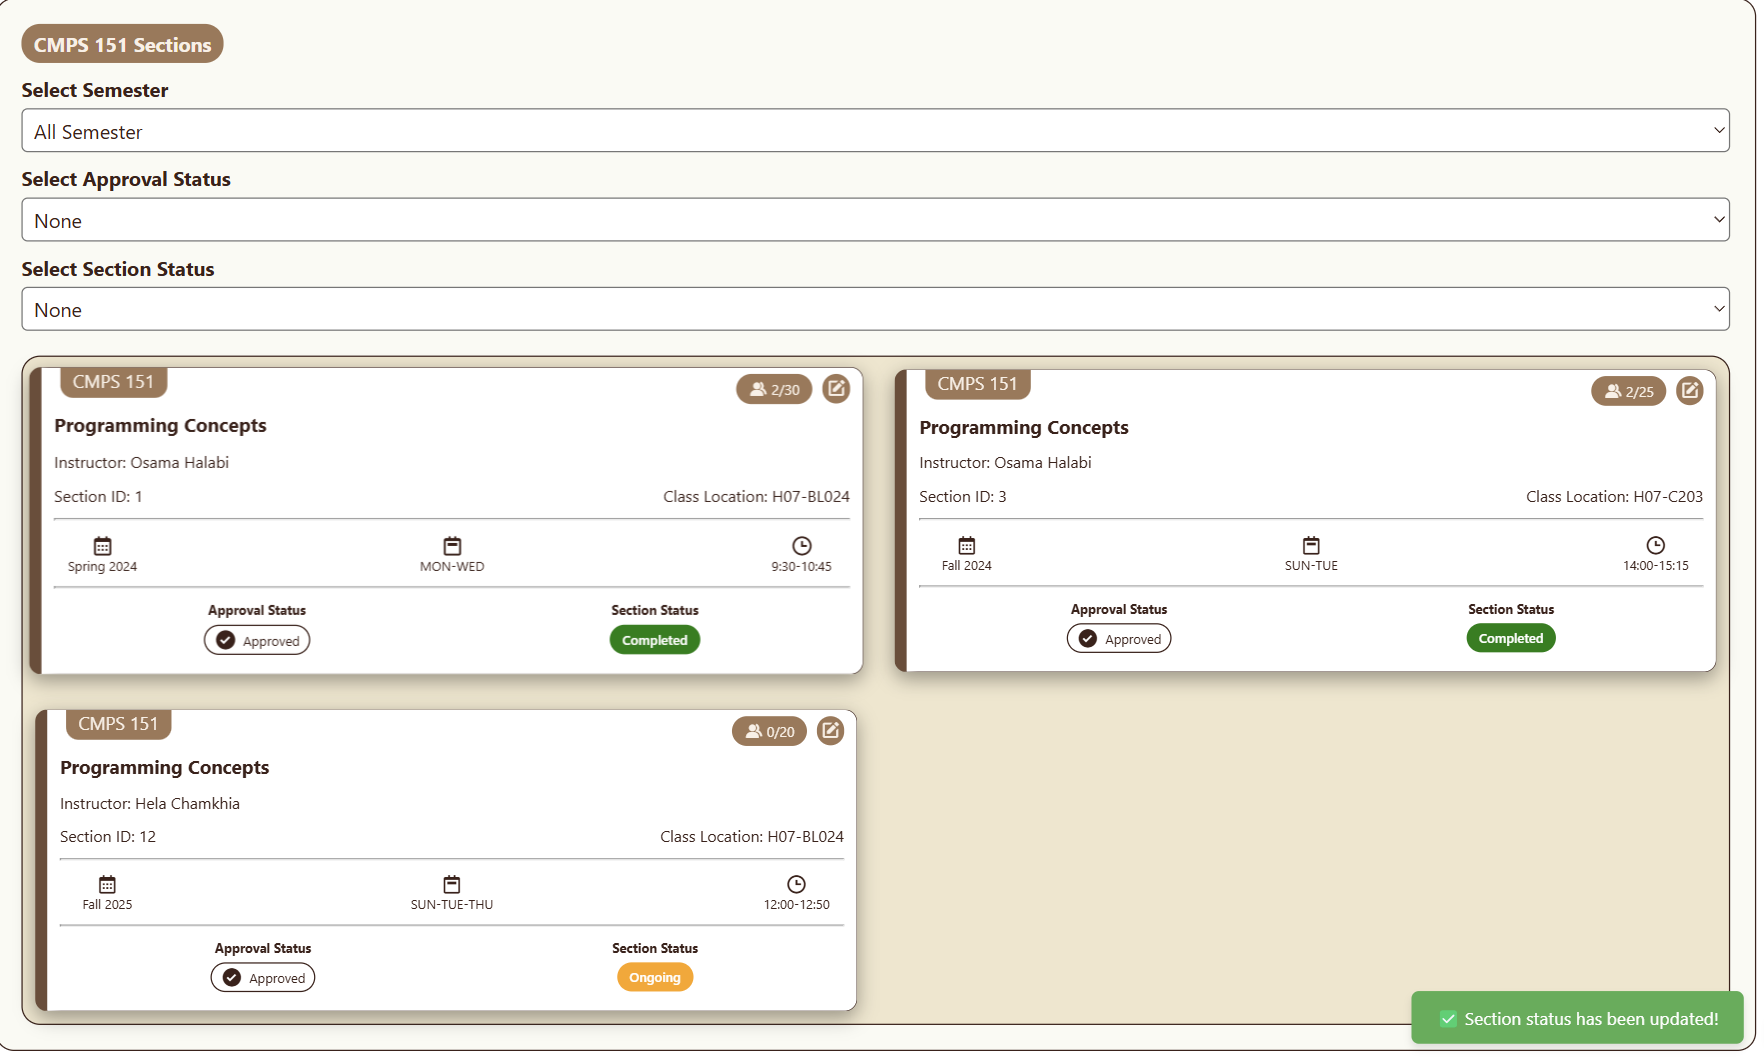 CMPS 151 Sections
Select Semester
All Semester
Select Approval Status
None
Select Section Status
None
CMPS 151
2/30
Programming Concepts
Instructor: Osama Halabi
Section ID: 1
Class Location: H07-BL024
Spring 2024
MON-WED
9:30-10:45
Approval Status
Section Status
Approved
Completed
CMPS 151
2/25
Programming Concepts
Instructor: Osama Halabi
Section ID: 3
Class Location: H07-C203
Fall 2024
SUN-TUE
14:00-15:15
Approval Status
Section Status
Approved
Completed
CMPS 151
0/20
Programming Concepts
Instructor: Hela Chamkhia
Section ID: 12
Class Location: H07-BL024
Fall 2025
SUN-TUE-THU
12:00-12:50
Approval Status
Section Status
Approved
Ongoing
Section status has been updated!